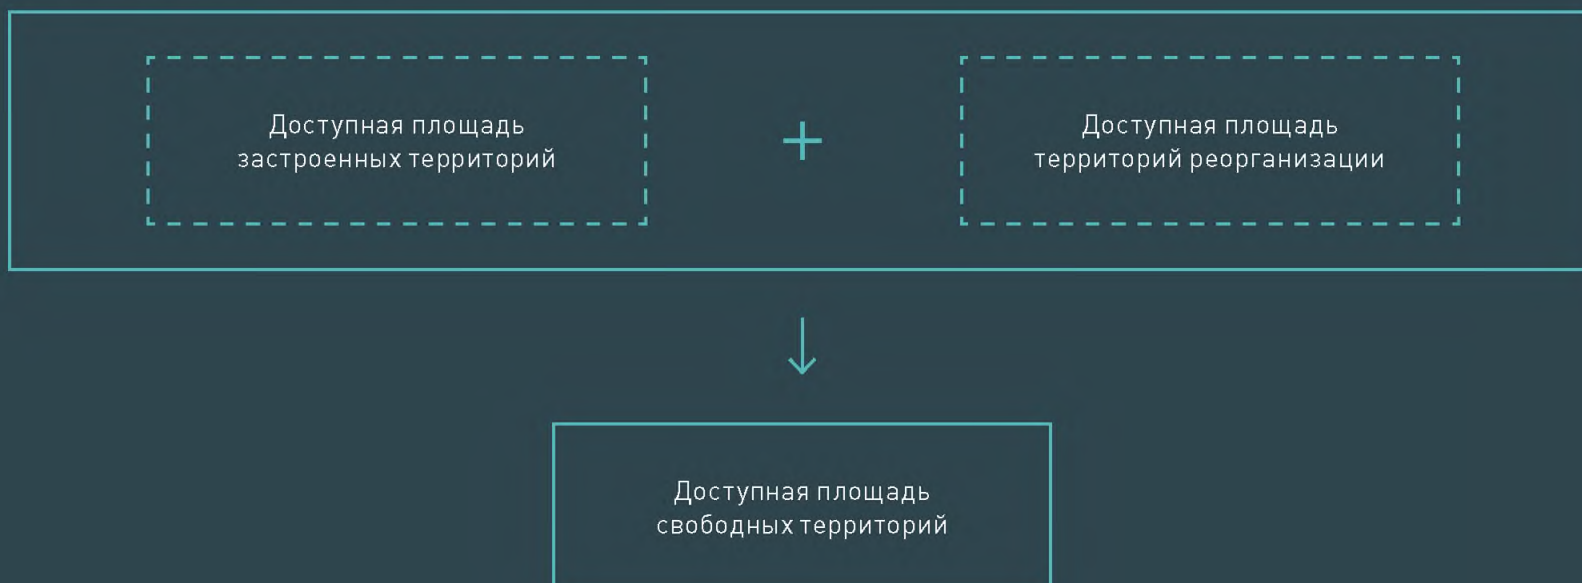 Доступная площадь
застроенных территорий
+
Доступная площадь
территорий реорганизации
Доступная площадь
свободных территорий